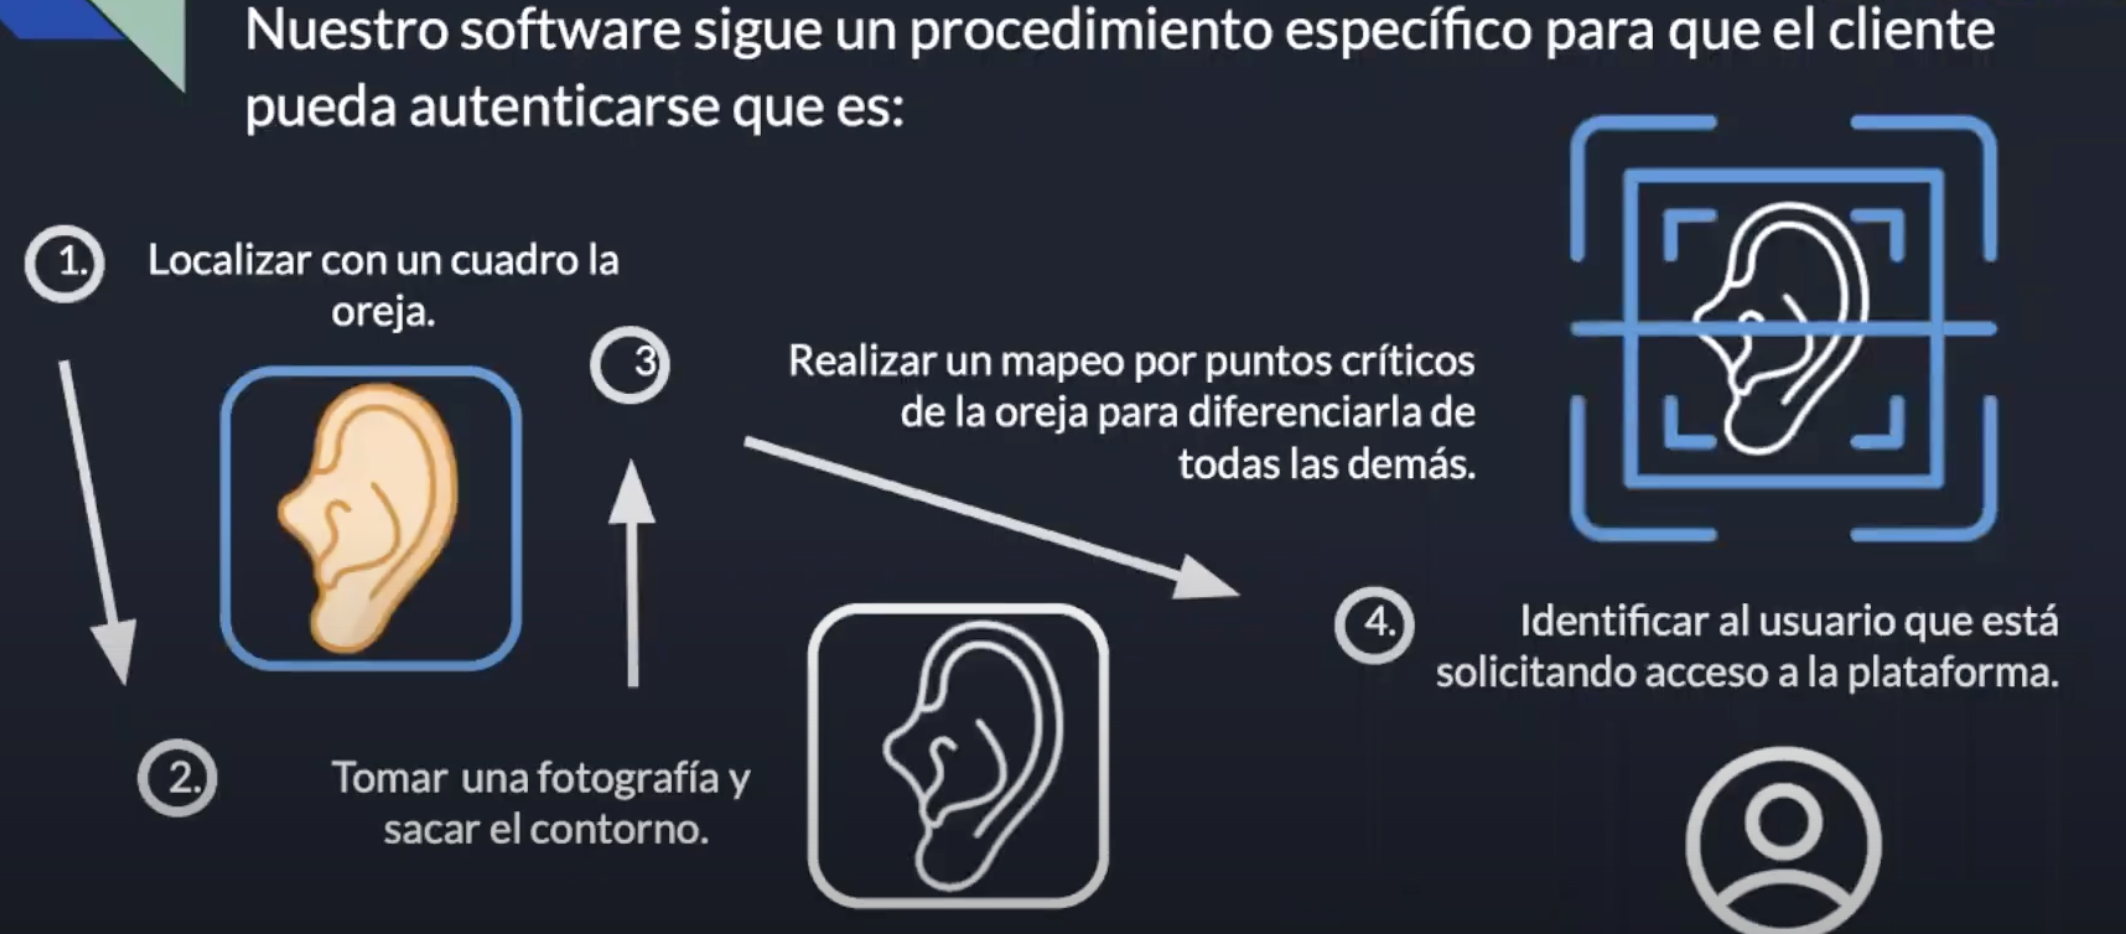 Nuestro software sigue un procedimiento específico para que el cliente
pueda autenticarse que es:
1.
Localizar con un cuadro la
oreja.
2.
Tomar una fotografía y
sacar el contorno.
3
Realizar un mapeo por puntos críticos
de la oreja para diferenciarla de
todas las demás.
4.
Identificar al usuario que está
solicitando acceso a la plataforma.